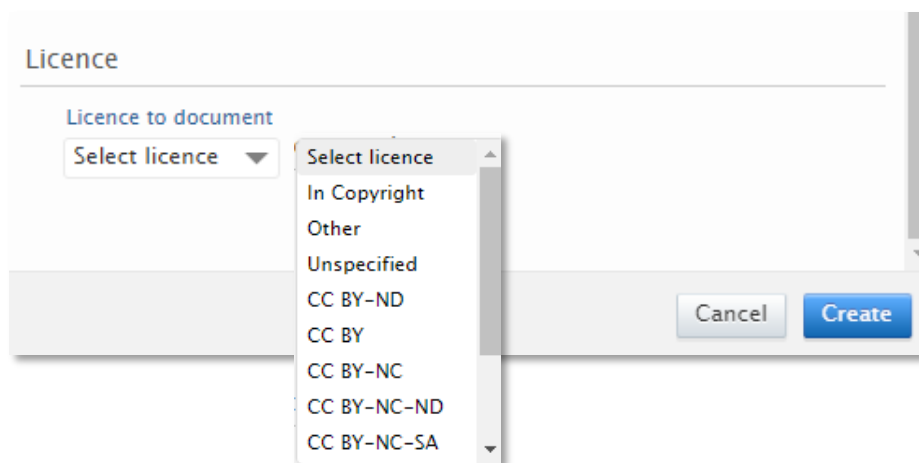 Licence
Licence to document
Select licence
Select licence
In Copyright
Other
Unspecified
CC BY-ND
CC BY
CC BY-NC
CC BY-NC-ND
CC BY-NC-SA
Cancel
Create